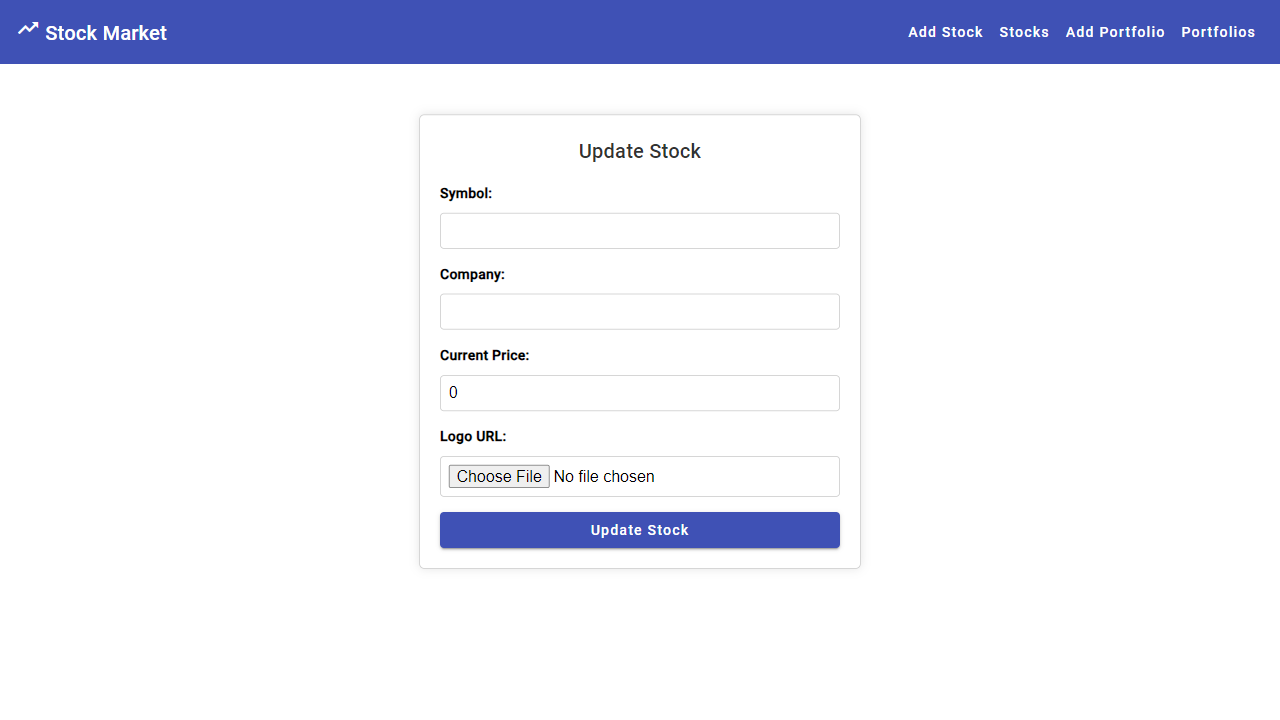 Stock Market
Add Stock Stocks Add Portfolio Portfolios
Update Stock
Symbol:
Company:
Current Price:
0
Logo URL:
Choose File No file chosen
Update Stock